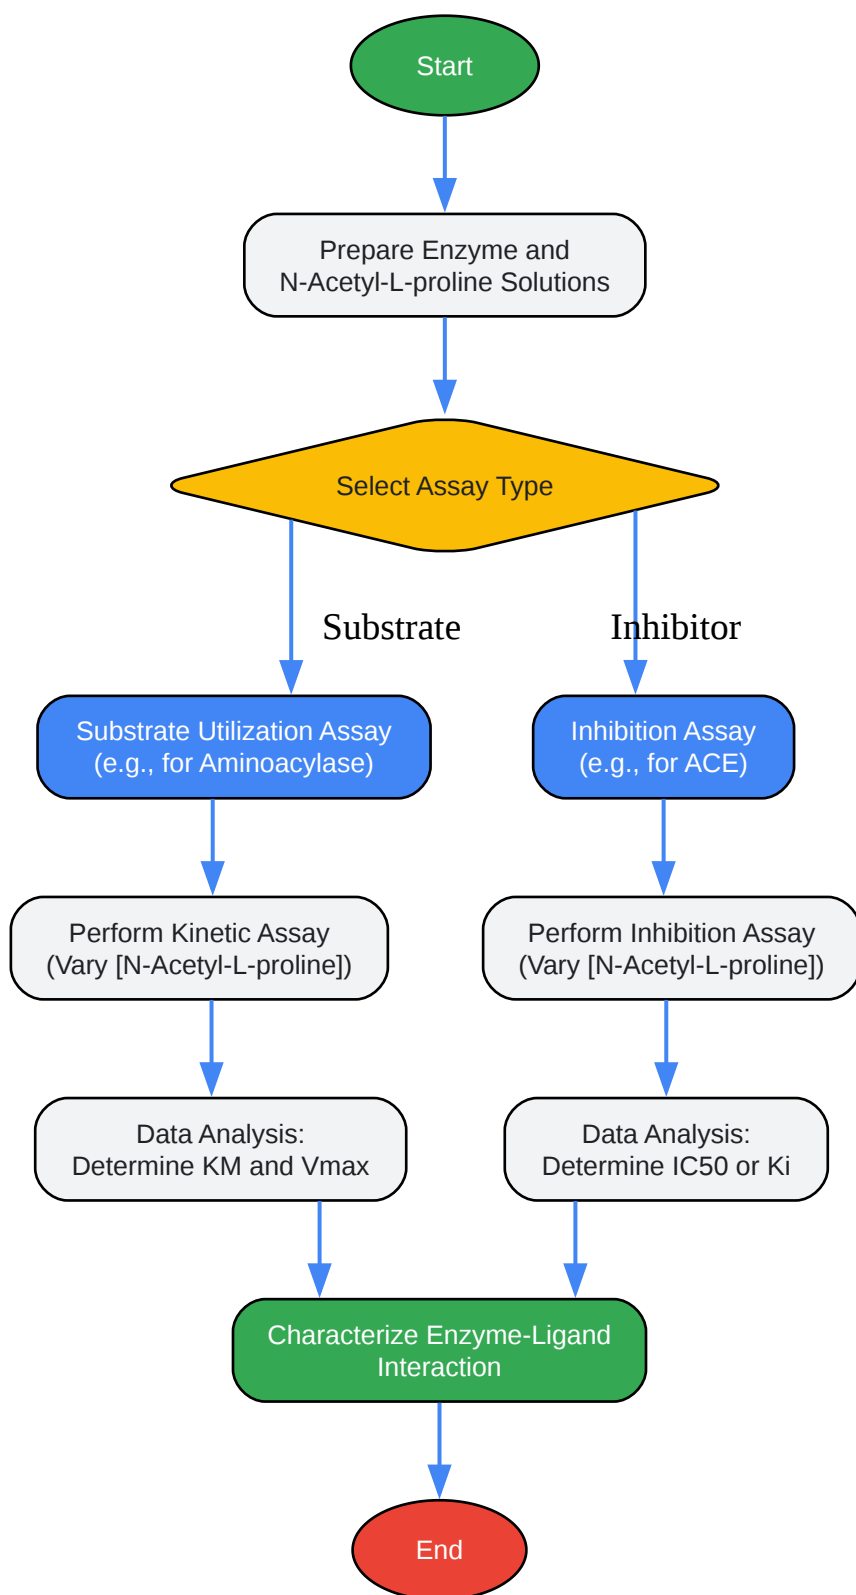 Start
Prepare Enzyme and
N-Acetyl-L-proline Solutions
Select Assay Type
Substrate
Inhibitor
Substrate Utilization Assay
(e.g., for Aminoacylase)
Inhibition Assay
(e.g., for ACE)
Perform Kinetic Assay
(Vary [N-Acetyl-L-proline])
Perform Inhibition Assay
(Vary [N-Acetyl-L-proline])
Data Analysis:
Determine KM and Vmax
Data Analysis:
Determine IC50 or Ki
Characterize Enzyme-Ligand
Interaction
End